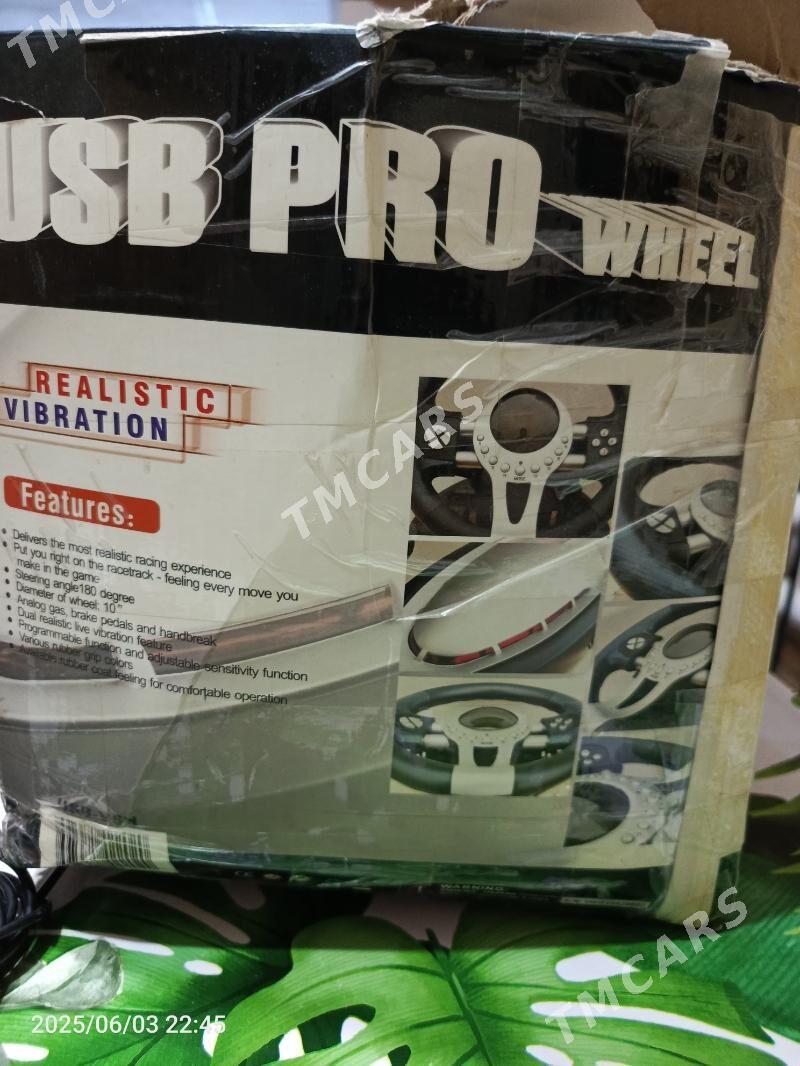 TMCARS
USB PRO WHEEL
REALISTIC
VIBRATION
Features:
• Delivers the most realistic racing experience
• Put you right on the racetrack - feeling every move you
make in the game
• Steering angle180 degree
• Diameter of wheel: 10"
• Analog gas, brake pedals and handbreak
• Dual realistic live vibration feature
• Programmable function and adjustable sensitivity function
• Various rubber grip colors
• Available rubber coat feeling for comfortable operation
TMCARS
WARNING
TMCARS
2025/06/03 22:45